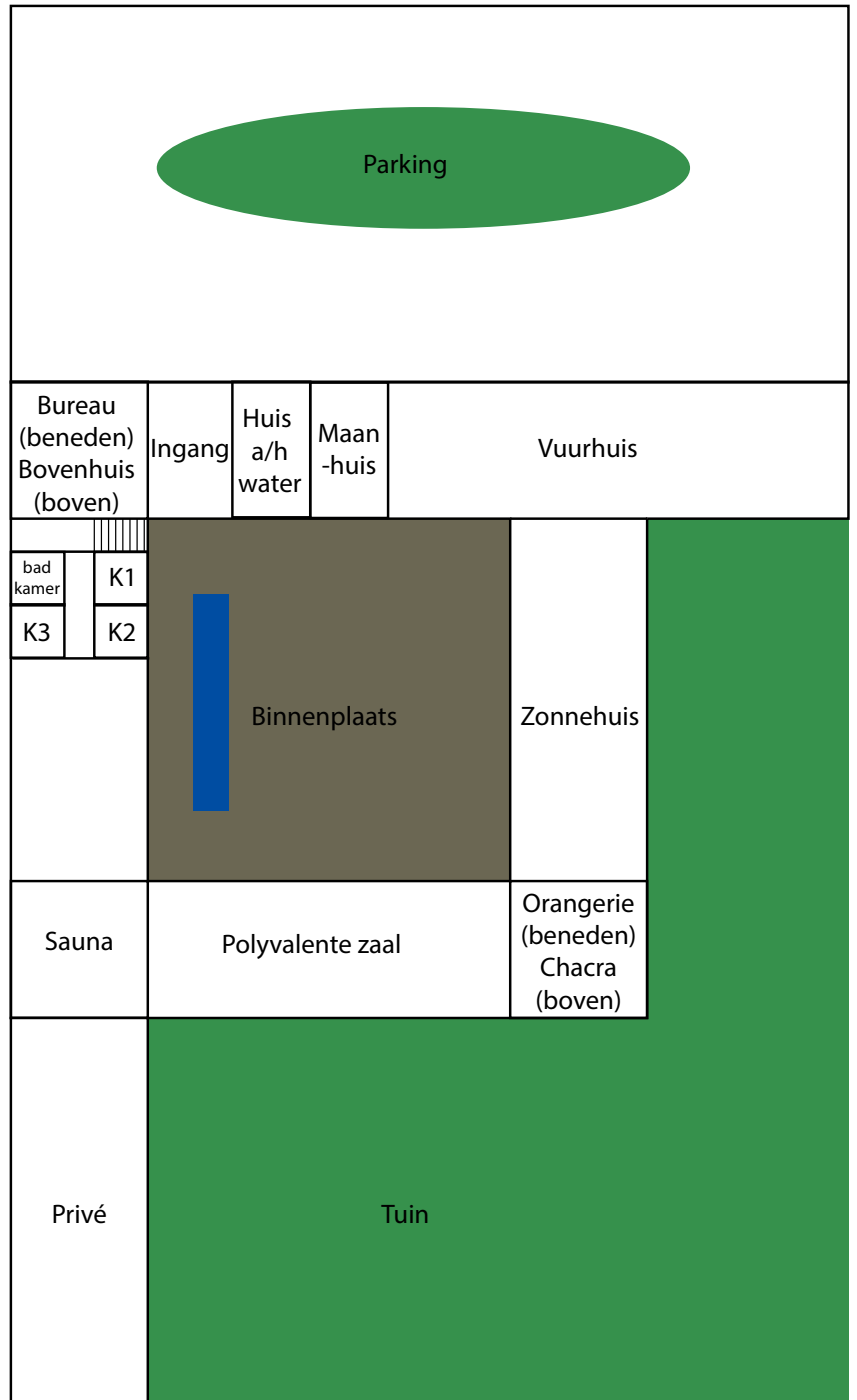 Parking
Bureau
(beneden)
Bovenhuis
(boven)
Ingang
Huis
a/h
water
Maan
-huis
Vuurhuis
bad
kamer
K1
K3
K2
Binnenplaats
Zonnehuis
Sauna
Polyvalente zaal
Orangerie
(beneden)
Chacra
(boven)
Privé
Tuin